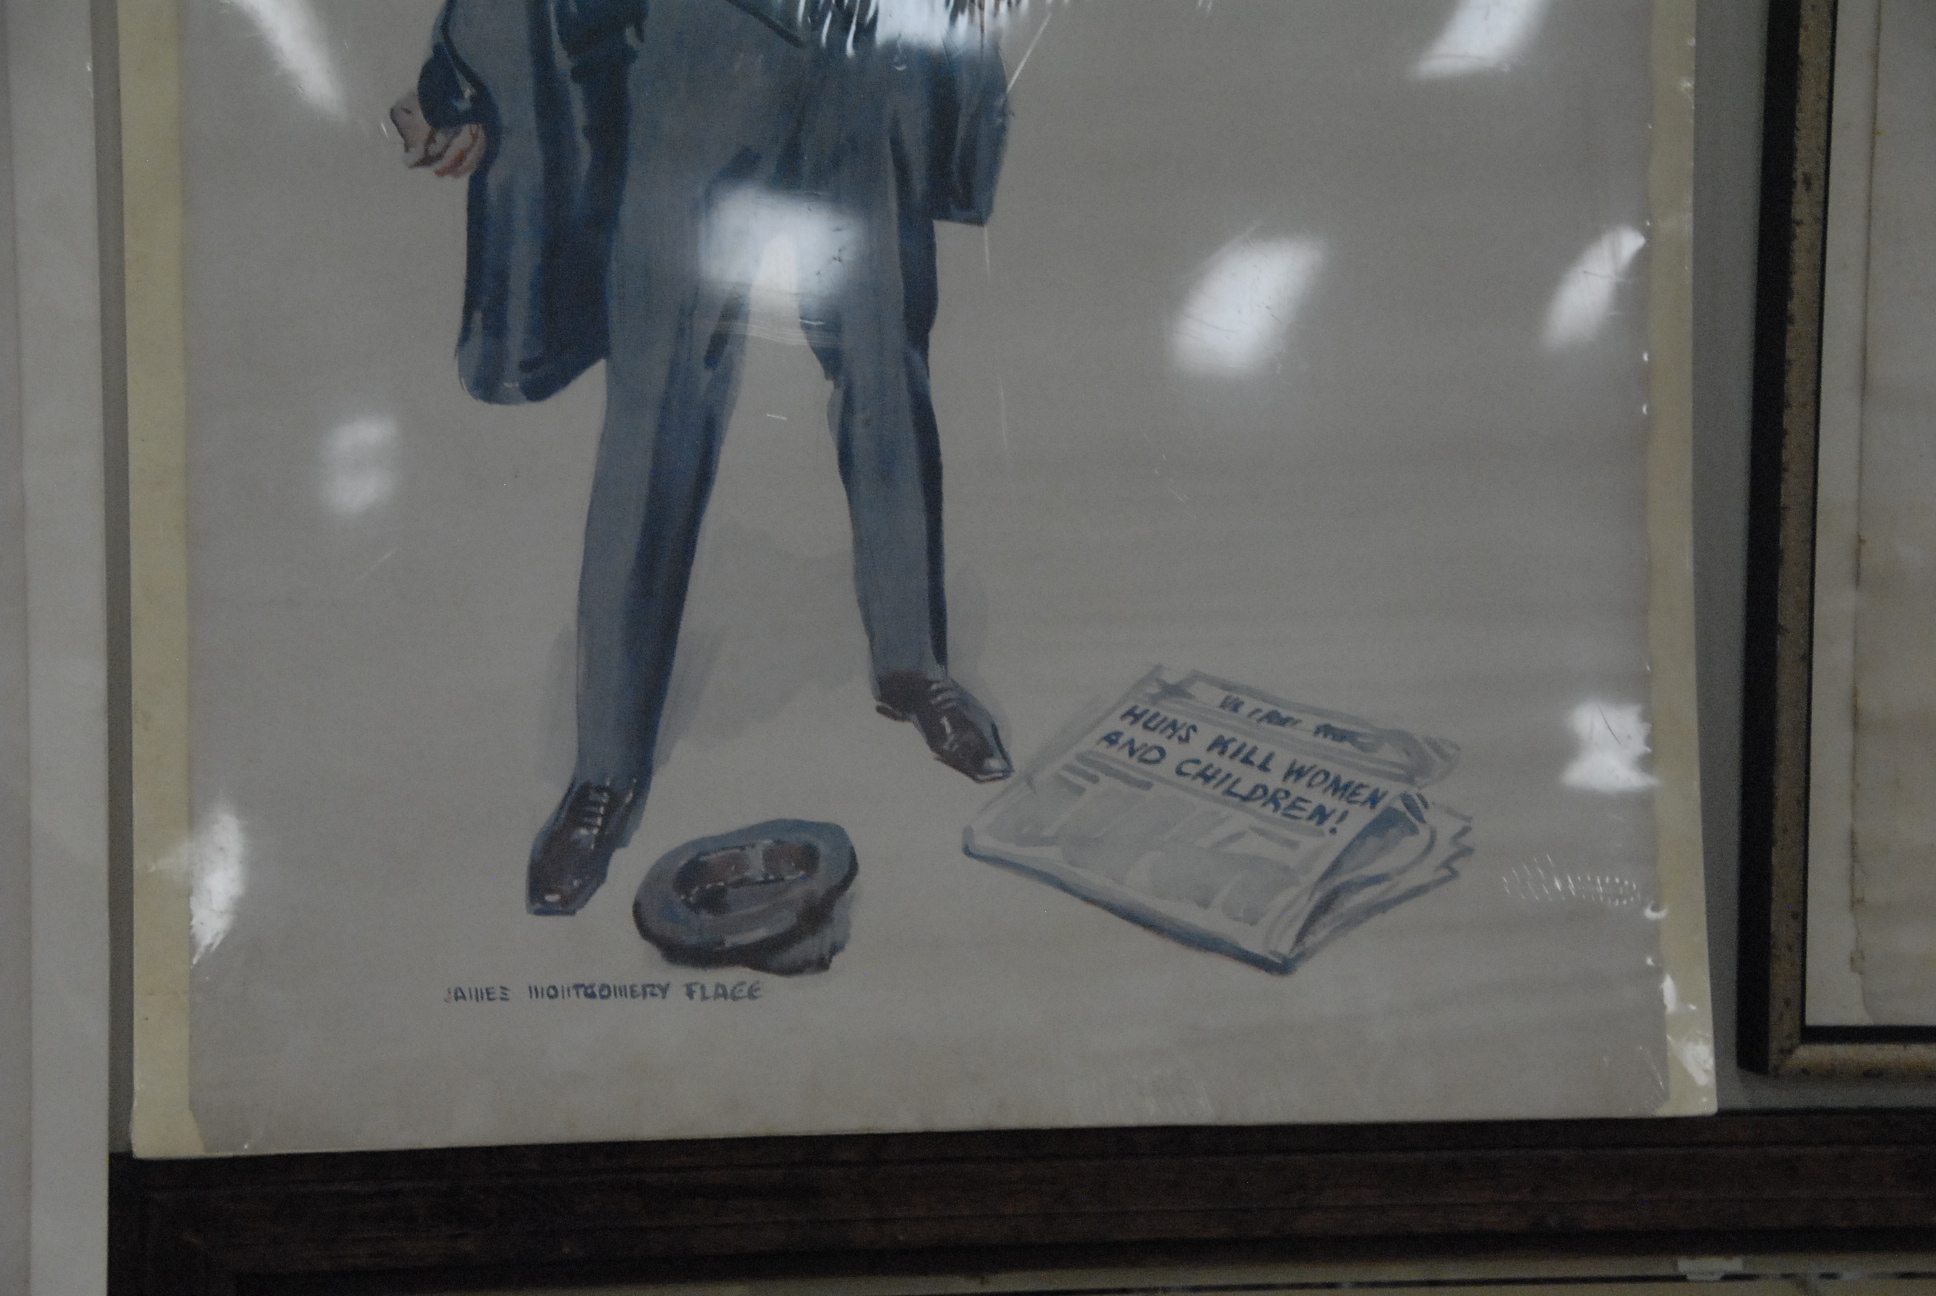 HUNS KILL WOMEN
AND CHILDREN!
JAMES MONTGOMERY FLAGG